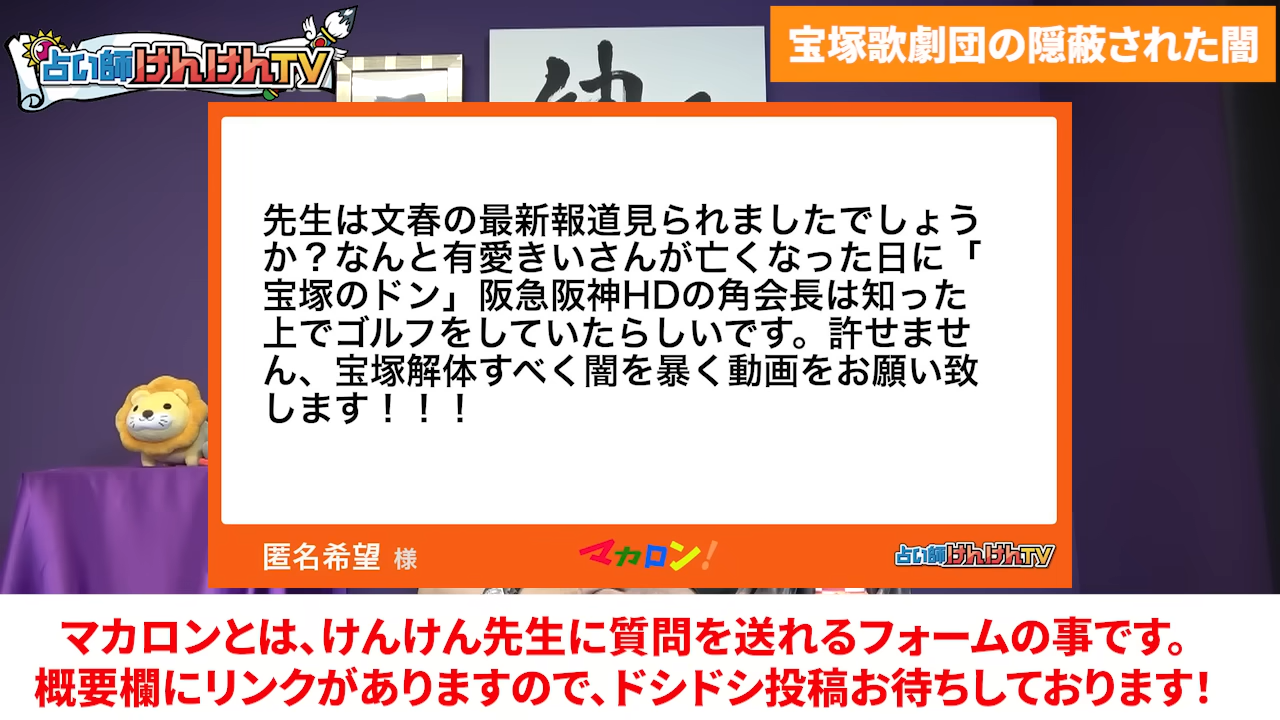 占い師けんけんTV
宝塚歌劇団の隠蔽された闇
先生は文春の最新報道見られましたでしょう
か？なんと有愛きいさんが亡くなった日に「
宝塚のドン」阪急阪神HDの角会長は知った
上でゴルフをしていたらしいです。許せませ
ん、宝塚解体すべく闇を暴く動画をお願い致
します！！！
匿名希望 様
マカロン！
占い師けんけんTV
マカロンとは、けんけん先生に質問を送れるフォームの事です。
概要欄にリンクがありますので、ドシドシ投稿お待ちしております!